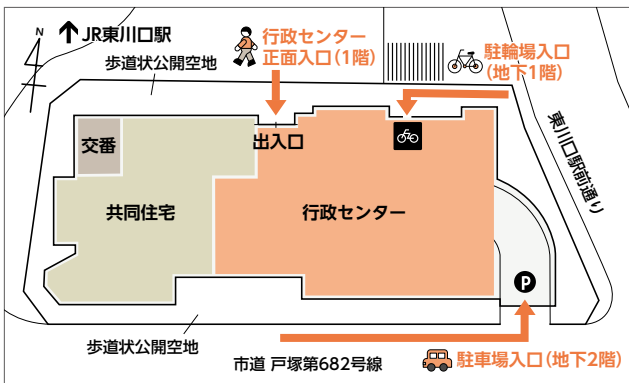 N
JR東川口駅
歩道状公開空地
行政センター
正面入口(1階)
駐輪場入口
(地下1階)
東川口駅前通り
交番
出入口
共同住宅
行政センター
P
歩道状公開空地
市道 戸塚第682号線
駐車場入口(地下2階)